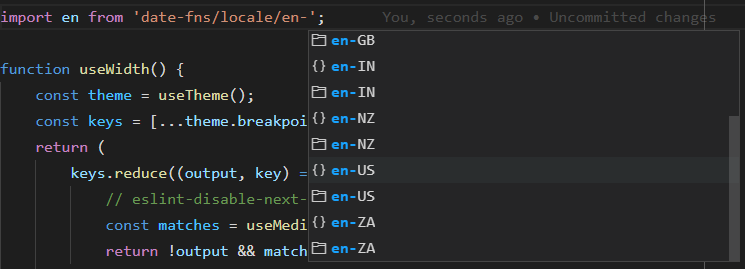 import en from 'date-fns/locale/en-'; You, seconds ago • Uncommitted changes
en-GB
{} en-IN
function useWidth() {
en-IN
const theme = useTheme();
{} en-NZ
const keys = [...theme.breakpoi
en-NZ
return (
{} en-US
keys.reduce((output, key) =
en-US
// eslint-disable-next-
{} en-ZA
const matches = useMedi
en-ZA
return !output && match